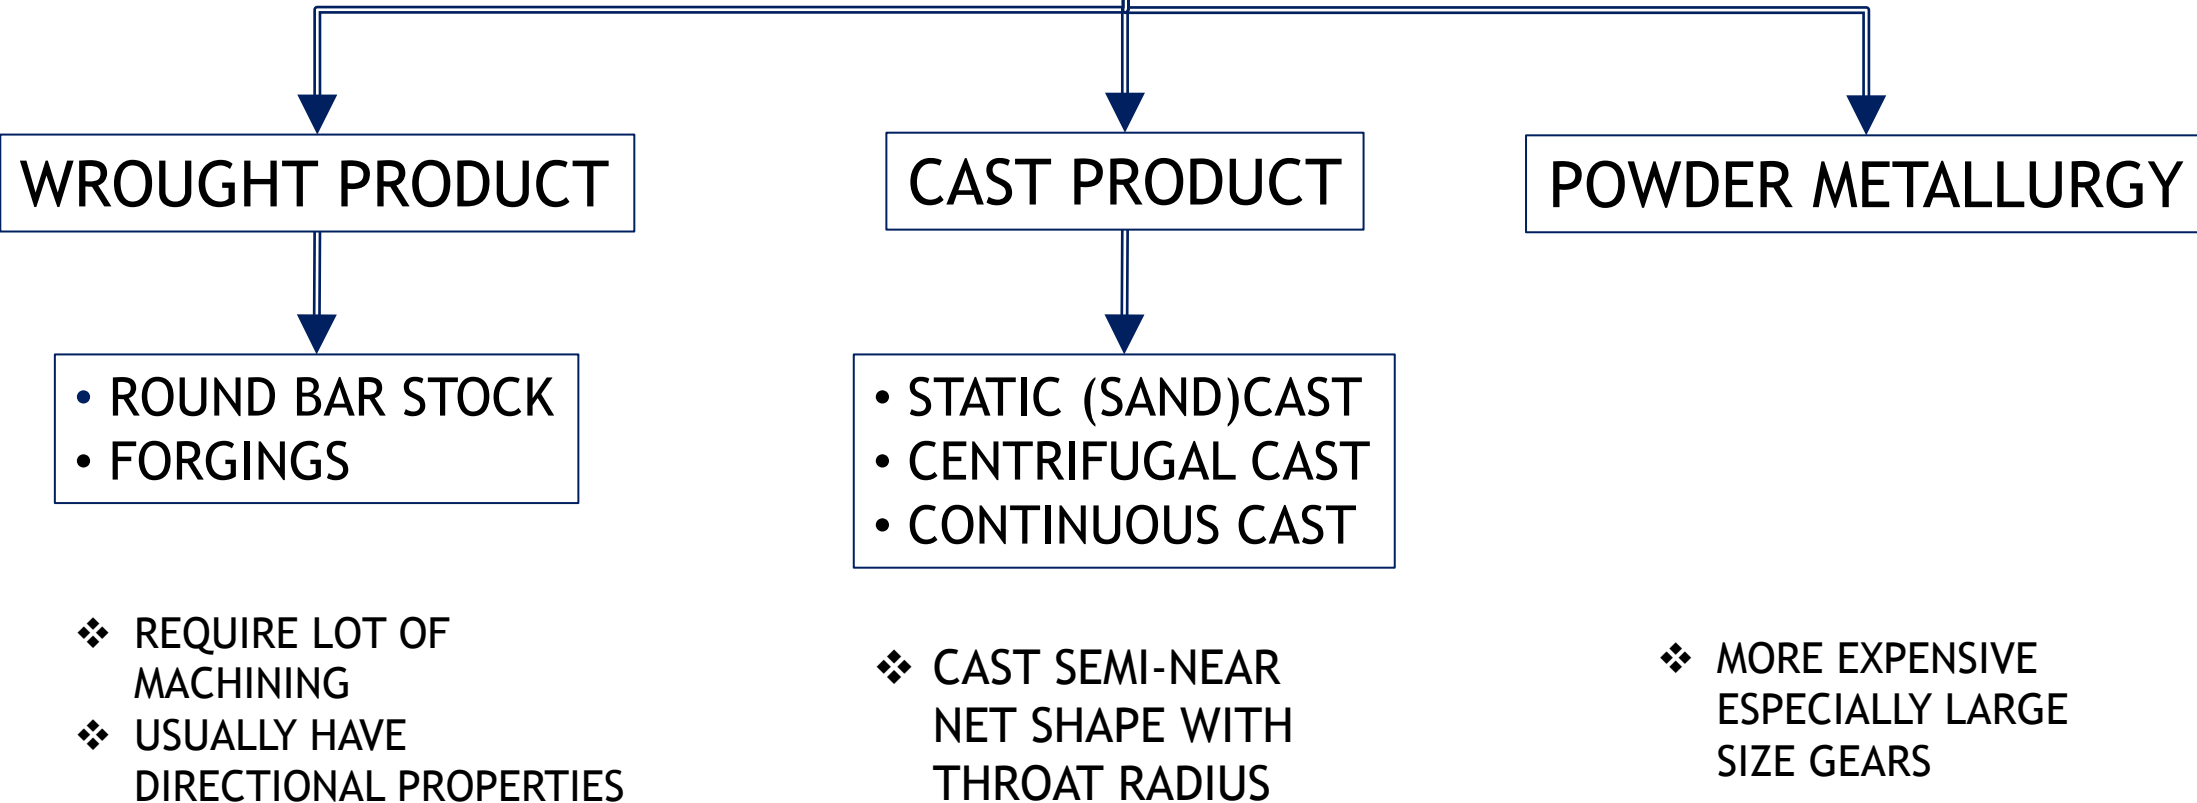 WROUGHT PRODUCT
CAST PRODUCT
POWDER METALLURGY
• ROUND BAR STOCK
• FORGINGS
• STATIC (SAND)CAST
• CENTRIFUGAL CAST
• CONTINUOUS CAST
❖ REQUIRE LOT OF
MACHINING
❖ USUALLY HAVE
DIRECTIONAL PROPERTIES
❖ CAST SEMI-NEAR
NET SHAPE WITH
THROAT RADIUS
❖ MORE EXPENSIVE
ESPECIALLY LARGE
SIZE GEARS